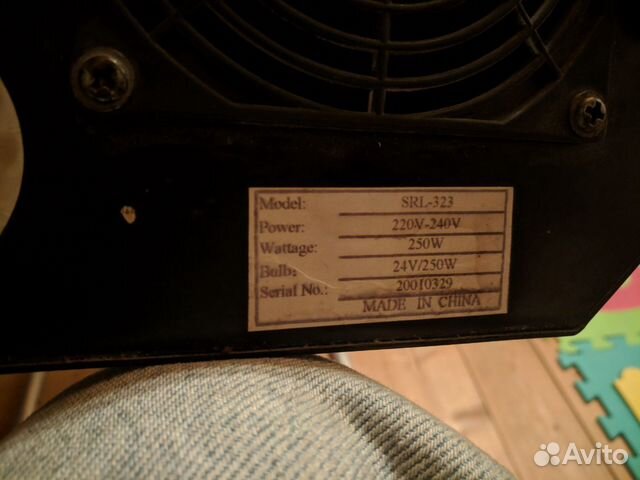 Model: SRL-323
Power: 220V-240V
Wattage: 250W
Bulb: 24V/250W
Serial No.: 20010329
MADE IN CHINA
Avito